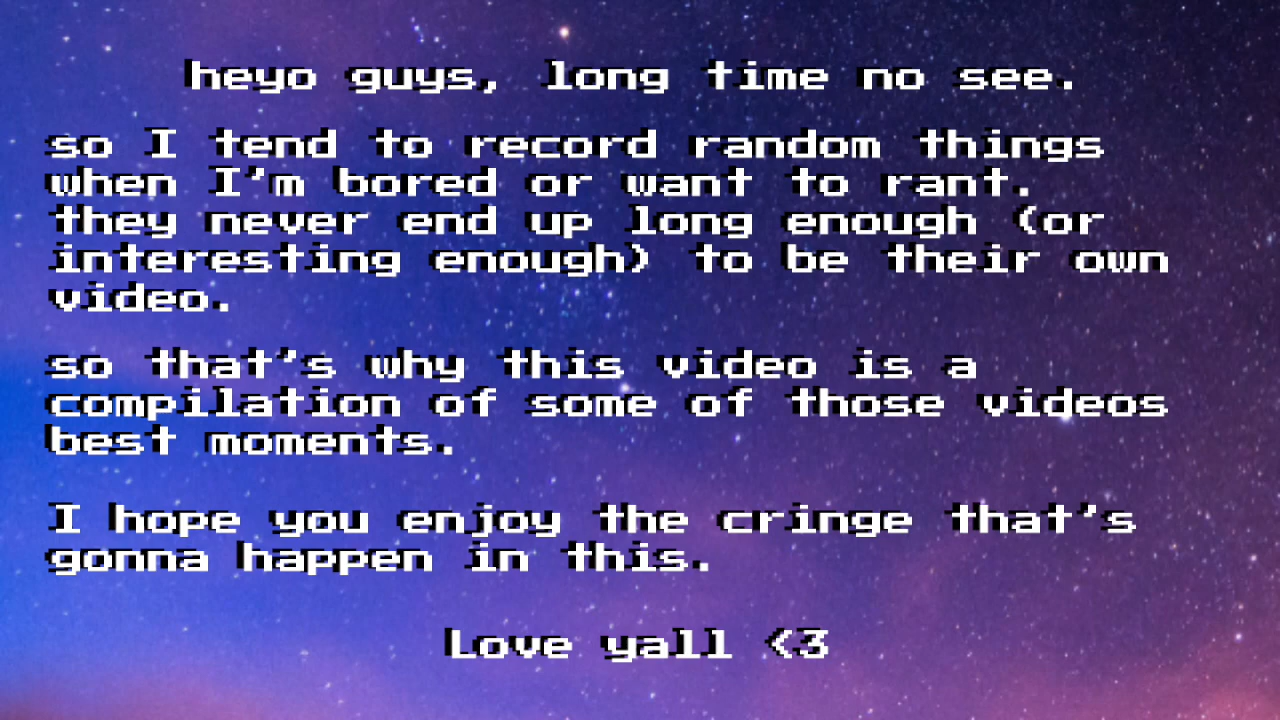 heyo guys, long time no see.
so I tend to record random things
when I'm bored or want to rant.
they never end up long enough (or
interesting enough) to be their own
video.
so that's why this video is a
compilation of some of those videos
best moments.
I hope you enjoy the cringe that's
gonna happen in this.
Love yall <3